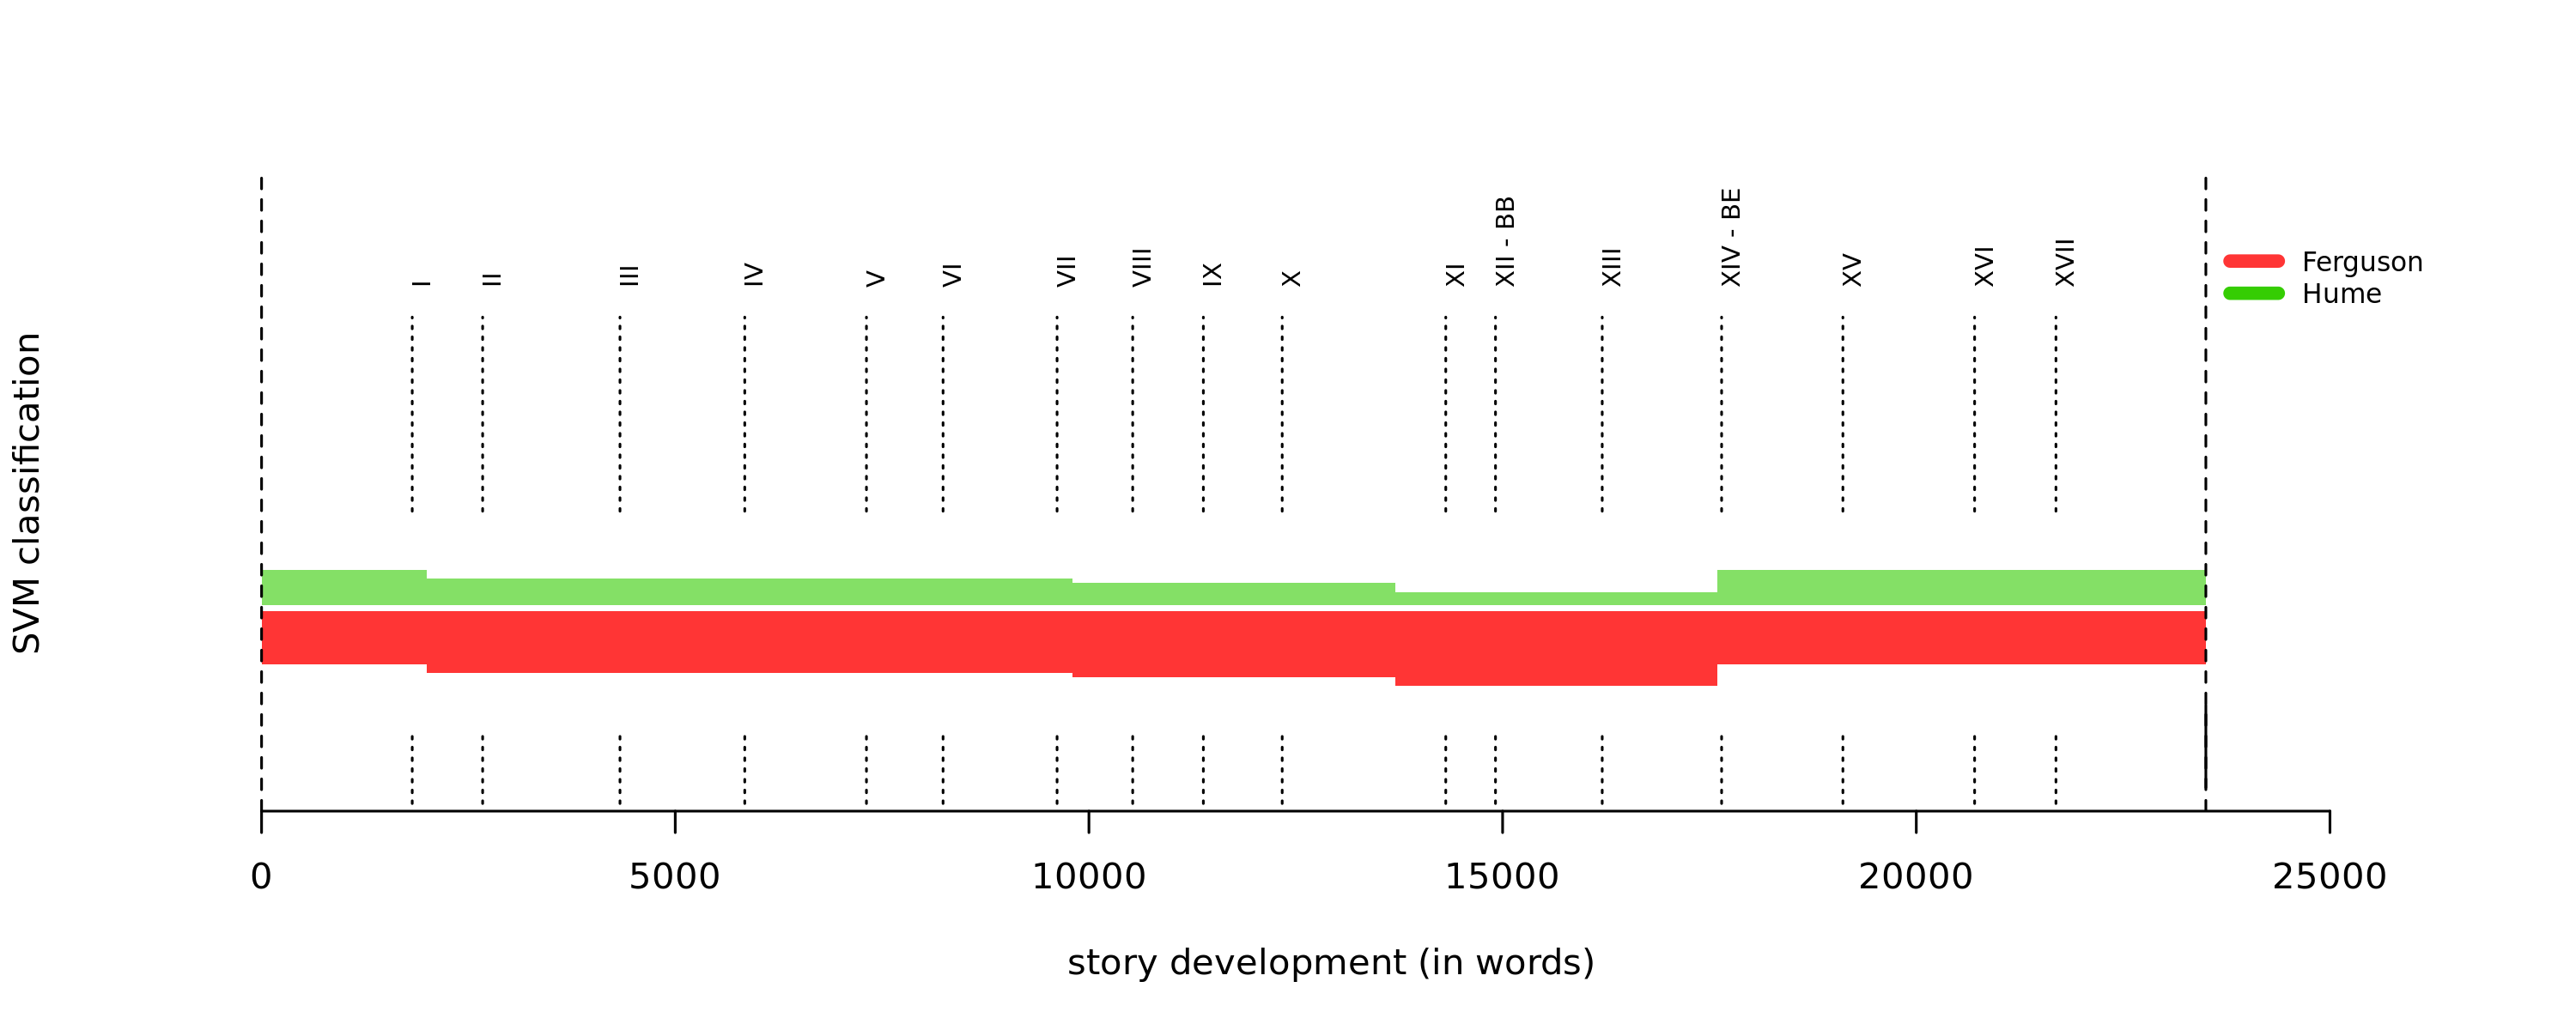 I
II
III
IV
V
VI
VII
VIII
IX
X
XI
XII - BB
XIII
XIV - BE
XV
XVI
XVII
Ferguson
Hume
SVM classification
0
5000
10000
15000
20000
25000
story development (in words)